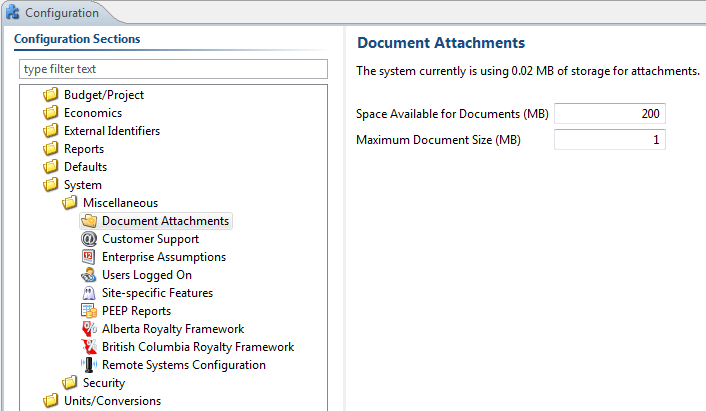 Configuration
Configuration Sections
type filter text
Budget/Project
Economics
External Identifiers
Reports
Defaults
System
Miscellaneous
Document Attachments
Customer Support
Enterprise Assumptions
Users Logged On
Site-specific Features
PEEP Reports
Alberta Royalty Framework
British Columbia Royalty Framework
Remote Systems Configuration
Security
Units/Conversions
Document Attachments
The system currently is using 0.02 MB of storage for attachments.
Space Available for Documents (MB) 200
Maximum Document Size (MB) 1